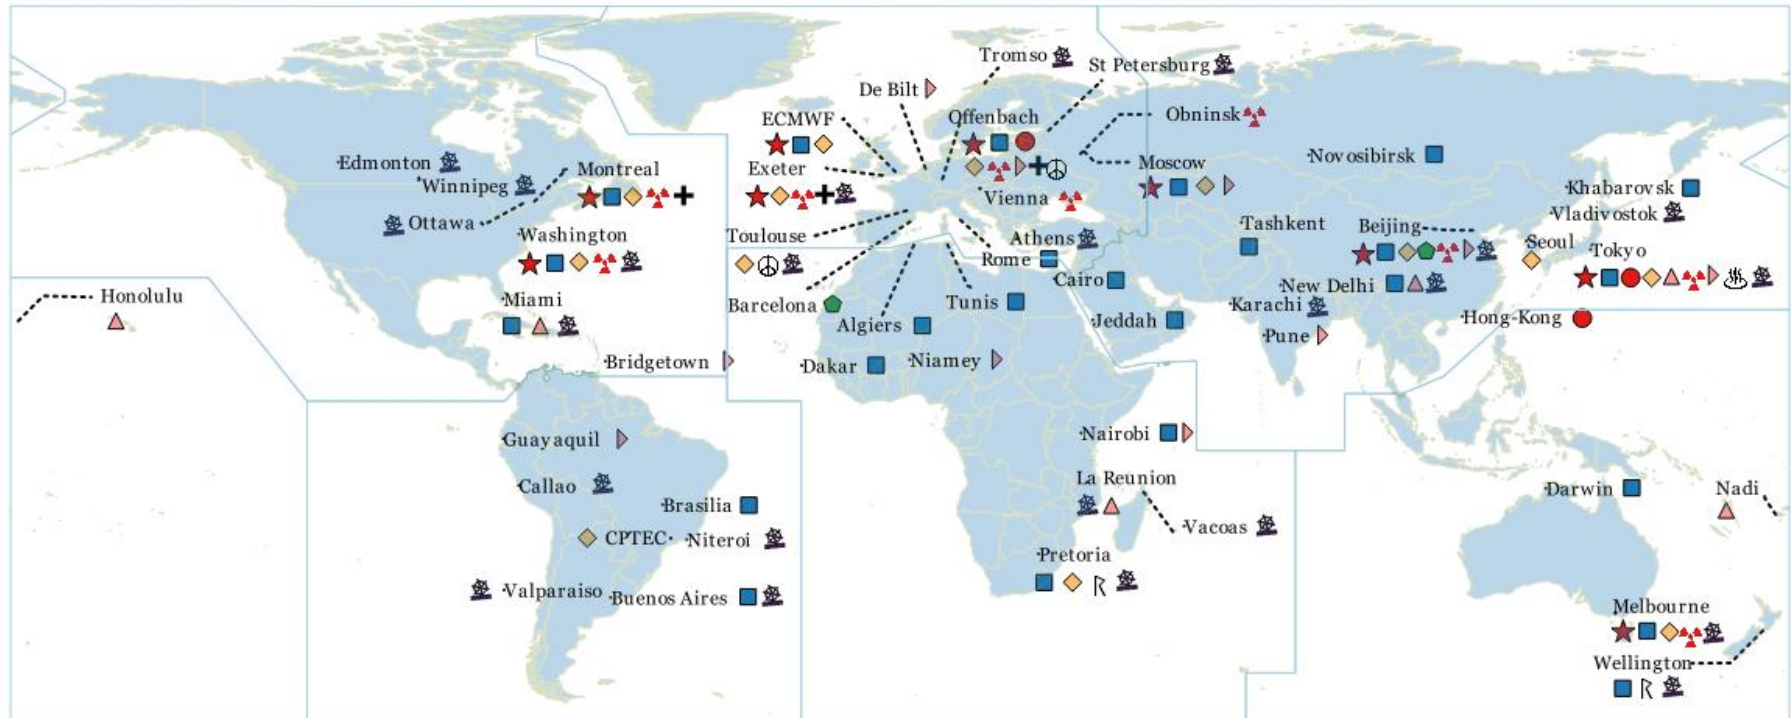 Tromso
St Petersburg
De Bilt
ECMWF
Offenbach
Obninsk
Edmonton
Montreal
Exeter
Moscow
Novosibirsk
Winnipeg
Vienna
Khabarovsk
Ottawa
Vladivostok
Washington
Toulouse
Athens
Tashkent
Beijing
Seoul
Tokyo
Rome
Cairo
New Delhi
Honolulu
Miami
Barcelona
Tunis
Karachi
Algiers
Jeddah
Hong-Kong
Pune
Bridgetown
Dakar
Niamey
Guayaquil
Nairobi
Callao
La Reunion
Brasilia
Darwin
Nadi
CPTEC
Niteroi
Vacoas
Pretoria
Valparaiso
Buenos Aires
Melbourne
Wellington